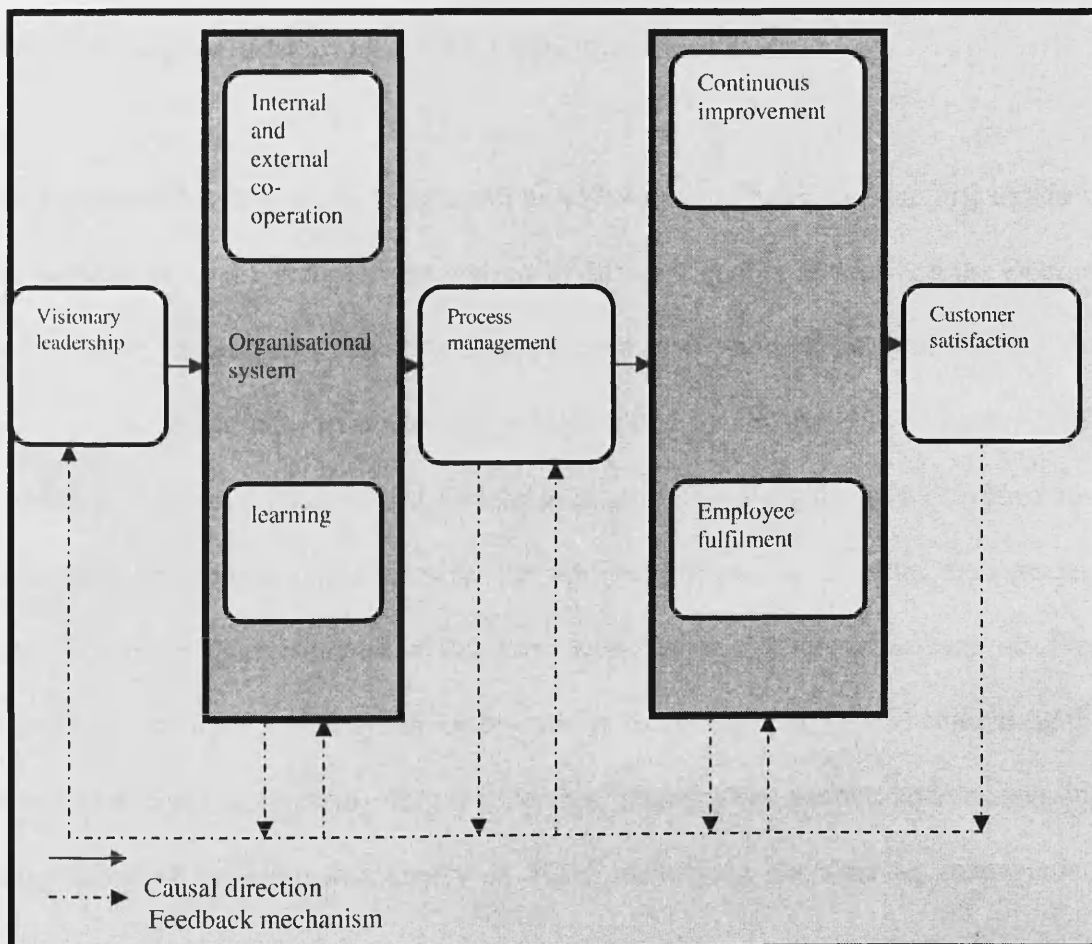 Visionary
leadership
Internal
and
external
co-
operation
Organisational
system
learning
Process
management
Continuous
improvement
Employee
fulfilment
Customer
satisfaction
Causal direction
Feedback mechanism